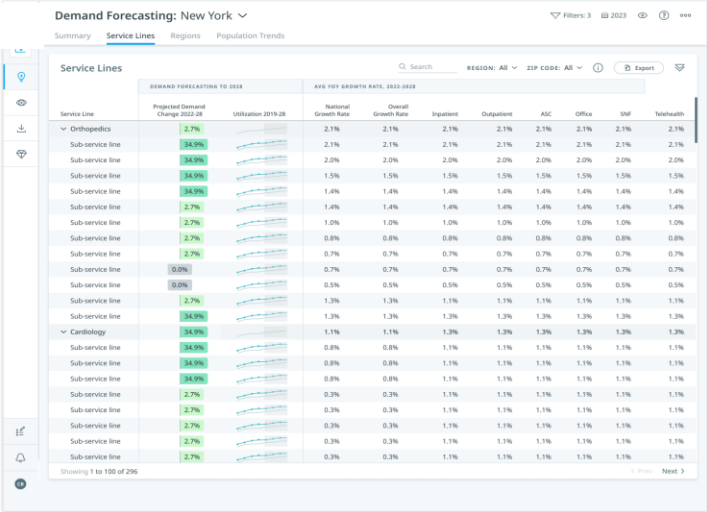 Demand Forecasting: New York
Filters: 3 2023
Summary Service Lines Regions Population Trends
Service Lines Search REGION: All ZIP CODE: All Export
DEMAND FORECASTING TO 2028 AVG YOY GROWTH RATE, 2022-2028
Service Line Projected Demand Change 2022-28 Utilization 2019-28 National Growth Rate Overall Growth Rate Inpatient Outpatient ASC Office SNF Telehealth
Orthopedics 2.7% 2.1% 2.1% 2.1% 2.1% 2.1% 2.1% 2.1% 2.1%
Sub-service line 34.9% 2.1% 2.1% 2.1% 2.1% 2.1% 2.1% 2.1% 2.1%
Sub-service line 34.9% 2.0% 2.0% 2.0% 2.0% 2.0% 2.0% 2.0% 2.0%
Sub-service line 34.9% 1.5% 1.5% 1.5% 1.5% 1.5% 1.5% 1.5% 1.5%
Sub-service line 34.9% 1.4% 1.4% 1.4% 1.4% 1.4% 1.4% 1.4% 1.4%
Sub-service line 2.7% 1.4% 1.4% 1.4% 1.4% 1.4% 1.4% 1.4% 1.4%
Sub-service line 2.7% 1.0% 1.0% 1.0% 1.0% 1.0% 1.0% 1.0% 1.0%
Sub-service line 2.7% 0.8% 0.8% 0.8% 0.8% 0.8% 0.8% 0.8% 0.8%
Sub-service line 2.7% 0.7% 0.7% 0.7% 0.7% 0.7% 0.7% 0.7% 0.7%
Sub-service line 0.0% 0.7% 0.7% 0.7% 0.7% 0.7% 0.7% 0.7% 0.7%
Sub-service line 0.0% 0.5% 0.5% 0.5% 0.5% 0.5% 0.5% 0.5% 0.5%
Sub-service line 2.7% 1.3% 1.3% 1.1% 1.1% 1.1% 1.1% 1.1% 1.1%
Sub-service line 34.9% 1.3% 1.3% 1.3% 1.3% 1.3% 1.3% 1.3% 1.3%
Cardiology 34.9% 1.1% 1.1% 1.3% 1.3% 1.3% 1.3% 1.3% 1.3%
Sub-service line 34.9% 0.8% 0.8% 1.1% 1.1% 1.1% 1.1% 1.1% 1.1%
Sub-service line 34.9% 0.8% 0.8% 1.1% 1.1% 1.1% 1.1% 1.1% 1.1%
Sub-service line 34.9% 0.8% 0.8% 1.1% 1.1% 1.1% 1.1% 1.1% 1.1%
Sub-service line 2.7% 0.3% 0.3% 1.1% 1.1% 1.1% 1.1% 1.1% 1.1%
Sub-service line 2.7% 0.3% 0.3% 1.1% 1.1% 1.1% 1.1% 1.1% 1.1%
Sub-service line 2.7% 0.3% 0.3% 1.1% 1.1% 1.1% 1.1% 1.1% 1.1%
Sub-service line 2.7% 0.3% 0.3% 1.1% 1.1% 1.1% 1.1% 1.1% 1.1%
Sub-service line 2.7% 0.3% 0.3% 1.1% 1.1% 1.1% 1.1% 1.1% 1.1%
Showing 1 to 100 of 296 Prev Next